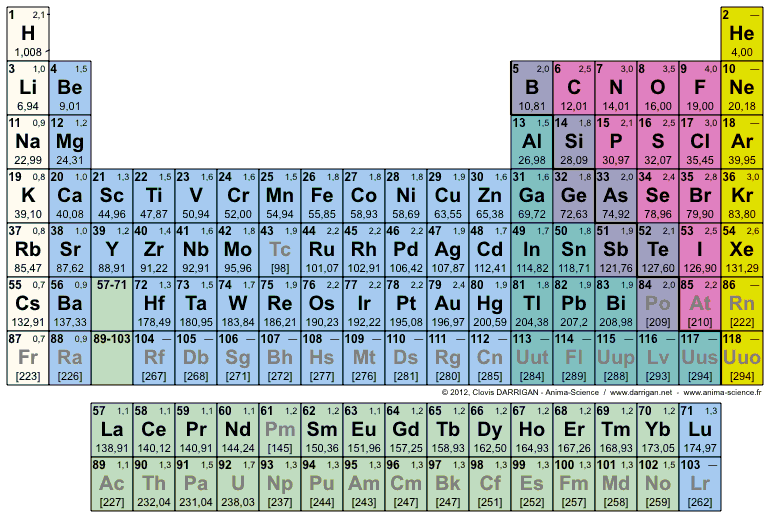 1 2,1 2
H He
1,008 4,00
3 1,0 4 1,5 5 2,0 6 2,5 7 3,0 8 3,5 9 4,0 10 —
Li Be B C N O F Ne
6,94 9,01 10,81 12,01 14,01 16,00 19,00 20,18
11 0,9 12 1,2 13 1,5 14 1,8 15 2,1 16 2,5 17 3,0 18 —
Na Mg Al Si P S Cl Ar
22,99 24,31 26,98 28,09 30,97 32,07 35,45 39,95
19 0,8 20 1,0 21 1,3 22 1,5 23 1,6 24 1,6 25 1,5 26 1,8 27 1,8 28 1,8 29 1,9 30 1,6 31 1,6 32 1,8 33 2,0 34 2,4 35 2,8 36 3,0
K Ca Sc Ti V Cr Mn Fe Co Ni Cu Zn Ga Ge As Se Br Kr
39,10 40,08 44,96 47,87 50,94 52,00 54,94 55,85 58,93 58,69 63,55 65,38 69,72 72,63 74,92 78,96 79,90 83,80
37 0,8 38 1,0 39 1,2 40 1,4 41 1,6 42 1,8 43 1,9 44 2,2 45 2,2 46 2,2 47 1,9 48 1,7 49 1,7 50 1,8 51 1,9 52 2,1 53 2,5 54 2,6
Rb Sr Y Zr Nb Mo Tc Ru Rh Pd Ag Cd In Sn Sb Te I Xe
85,47 87,62 88,91 91,22 92,91 95,96 [98] 101,07 102,91 106,42 107,87 112,41 114,82 118,71 121,76 127,60 126,90 131,29
55 0,7 56 0,9 57-71 72 1,3 73 1,5 74 1,7 75 1,9 76 2,2 77 2,2 78 2,2 79 2,4 80 1,9 81 1,8 82 1,8 83 1,9 84 2,0 85 2,2 86 —
Cs Ba Hf Ta W Re Os Ir Pt Au Hg Tl Pb Bi Po At Rn
132,91 137,33 178,49 180,95 183,84 186,21 190,23 192,22 195,08 196,97 200,59 204,38 207,2 208,98 [209] [210] [222]
87 0,7 88 0,9 89-103 104 — 105 — 106 — 107 — 108 — 109 — 110 — 111 — 112 — 113 — 114 — 115 — 116 — 117 — 118 —
Fr Ra Rf Db Sg Bh Hs Mt Ds Rg Cn Uut Fl Uup Lv Uus Uuo
[223] [226] [267] [268] [271] [272] [277] [276] [281] [280] [285] [284] [289] [288] [293] [294] [294]
© 2012, Clovis DARRIGAN - Anima-Science / www.darrigan.net - www.anima-science.fr
57 1,1 58 1,1 59 1,1 60 1,1 61 1,2 62 1,2 63 1,1 64 1,2 65 1,2 66 1,2 67 1,2 68 1,2 69 1,2 70 1,2 71 1,3
La Ce Pr Nd Pm Sm Eu Gd Tb Dy Ho Er Tm Yb Lu
138,91 140,12 140,91 144,24 [145] 150,36 151,96 157,25 158,93 162,50 164,93 167,26 168,93 173,05 174,97
89 1,1 90 1,3 91 1,5 92 1,7 93 1,3 94 1,3 95 1,3 96 1,3 97 1,3 98 1,3 99 1,3 100 1,3 101 1,3 102 1,5 103 —
Ac Th Pa U Np Pu Am Cm Bk Cf Es Fm Md No Lr
[227] 232,04 231,04 238,03 [237] [244] [243] [247] [247] [251] [252] [257] [258] [259] [262]